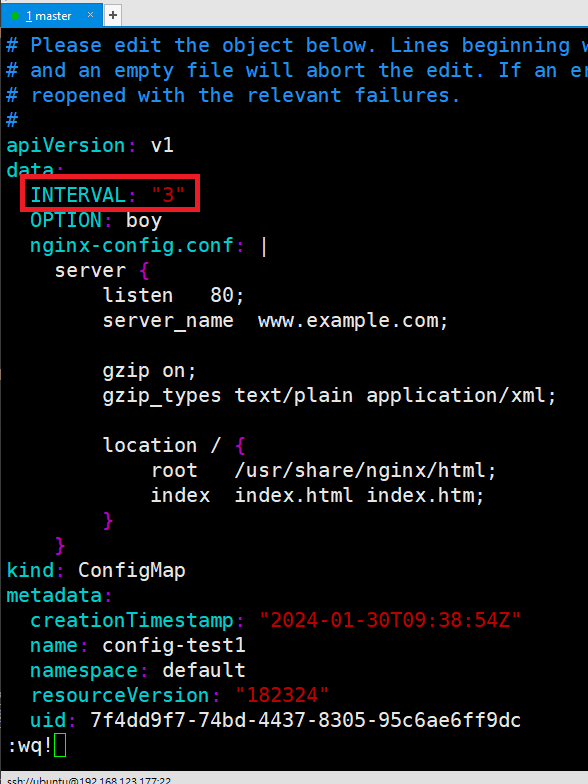 1 master × +
# Please edit the object below. Lines beginning w
# and an empty file will abort the edit. If an er
# reopened with the relevant failures.
#
apiVersion: v1
data:
  INTERVAL: "3"
  OPTION: boy
  nginx-config.conf: |
    server {
        listen   80;
        server_name  www.example.com;

        gzip on;
        gzip_types text/plain application/xml;

        location / {
            root   /usr/share/nginx/html;
            index  index.html index.htm;
        }
    }
kind: ConfigMap
metadata:
  creationTimestamp: "2024-01-30T09:38:54Z"
  name: config-test1
  namespace: default
  resourceVersion: "182324"
  uid: 7f4dd9f7-74bd-4437-8305-95c6ae6ff9dc
:wq!
ssh://ubuntu@192.168.123.177:22